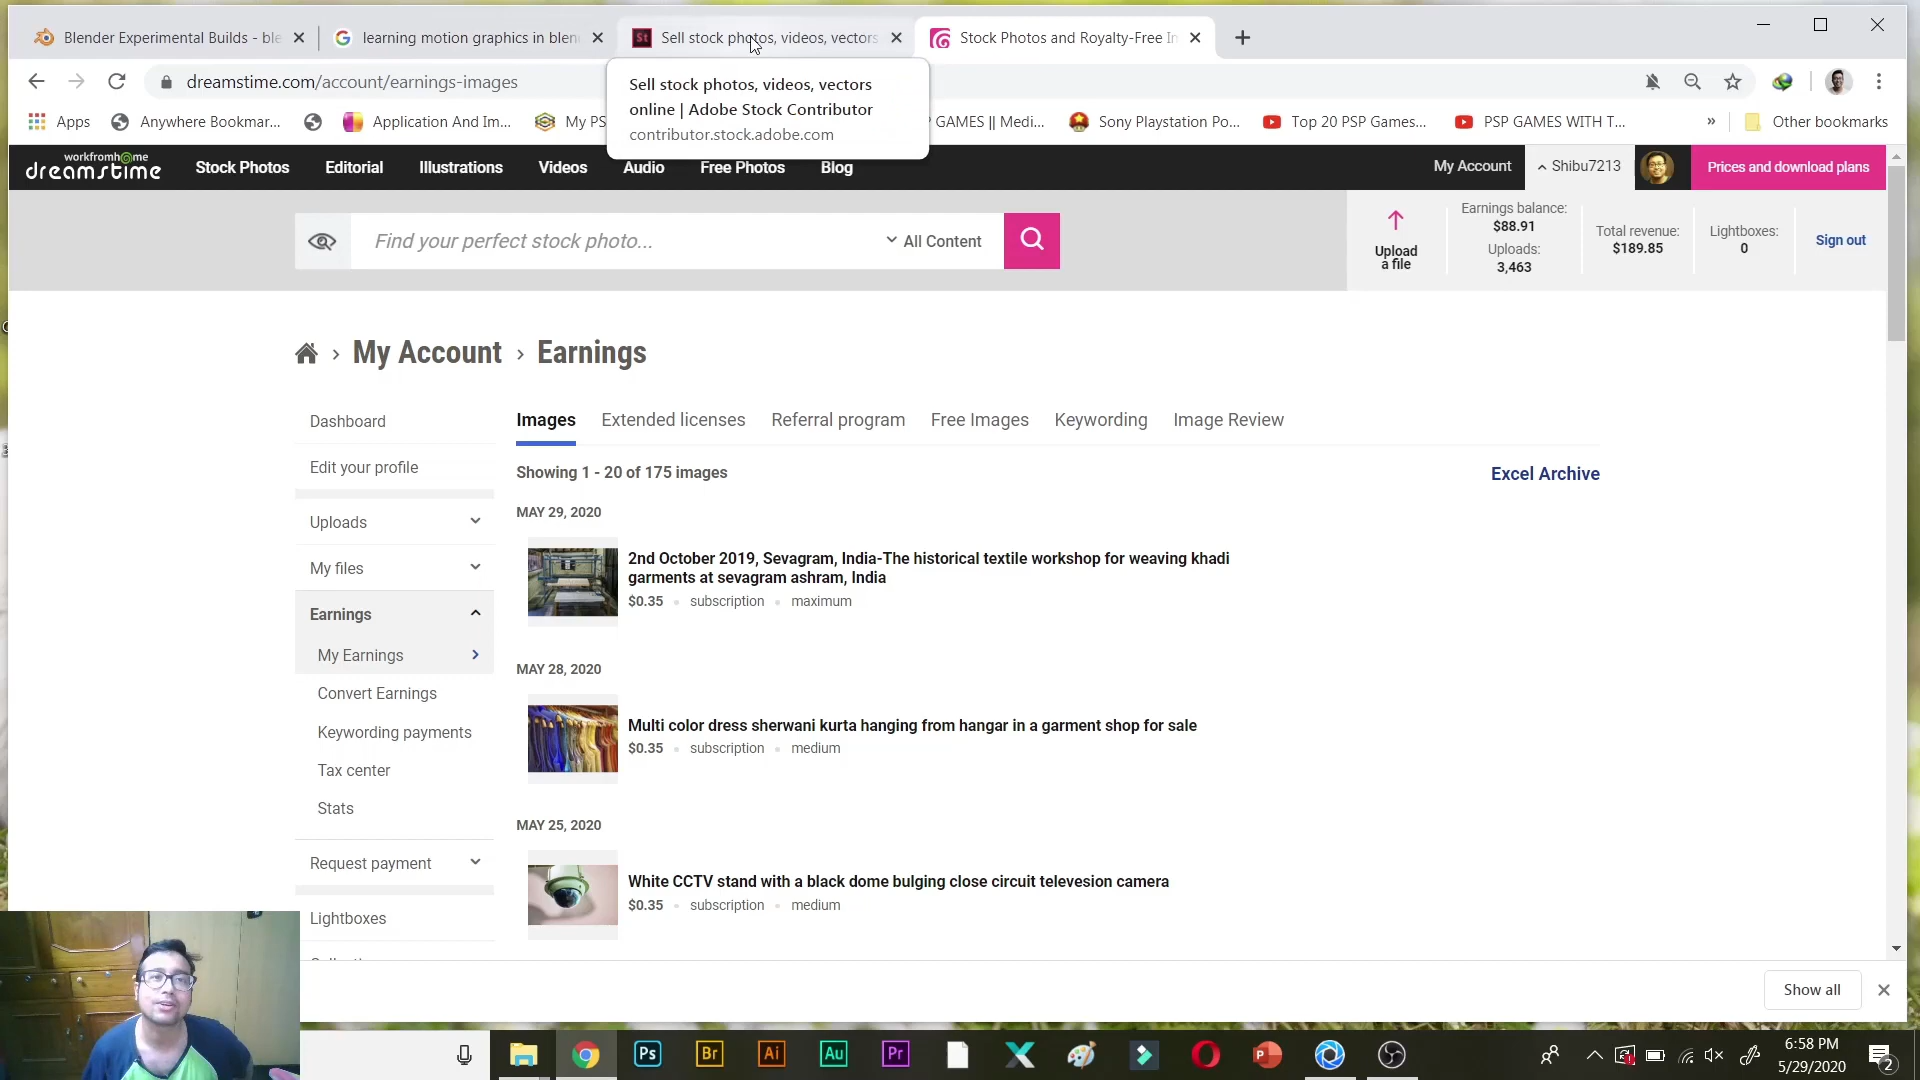 Blender Experimental Builds - ble
learning motion graphics in blen
Sell stock photos, videos, vectors
Stock Photos and Royalty-Free Im
dreamstime.com/account/earnings-images
Sell stock photos, videos, vectors
online | Adobe Stock Contributor
contributor.stock.adobe.com
Apps
Anywhere Bookmar...
Application And Im...
My PS
GAMES || Medi...
Sony Playstation Po...
Top 20 PSP Games...
PSP GAMES WITH T...
»
Other bookmarks
workfromh me
dreamstime
Stock Photos
Editorial
Illustrations
Videos
Audio
Free Photos
Blog
My Account
Shibu7213
Prices and download plans
Find your perfect stock photo...
All Content
Upload
a file
Earnings balance:
$88.91
Uploads:
3,463
Total revenue:
$189.85
Lightboxes:
0
Sign out
› My Account › Earnings
Dashboard
Edit your profile
Uploads
My files
Earnings
My Earnings
Convert Earnings
Keywording payments
Tax center
Stats
Request payment
Lightboxes
Images
Extended licenses
Referral program
Free Images
Keywording
Image Review
Showing 1 - 20 of 175 images
Excel Archive
MAY 29, 2020
2nd October 2019, Sevagram, India-The historical textile workshop for weaving khadi
garments at sevagram ashram, India
$0.35 • subscription • maximum
MAY 28, 2020
Multi color dress sherwani kurta hanging from hangar in a garment shop for sale
$0.35 • subscription • medium
MAY 25, 2020
White CCTV stand with a black dome bulging close circuit televesion camera
$0.35 • subscription • medium
Show all
Ps
Br
Ai
Au
Pr
6:58 PM
5/29/2020
2